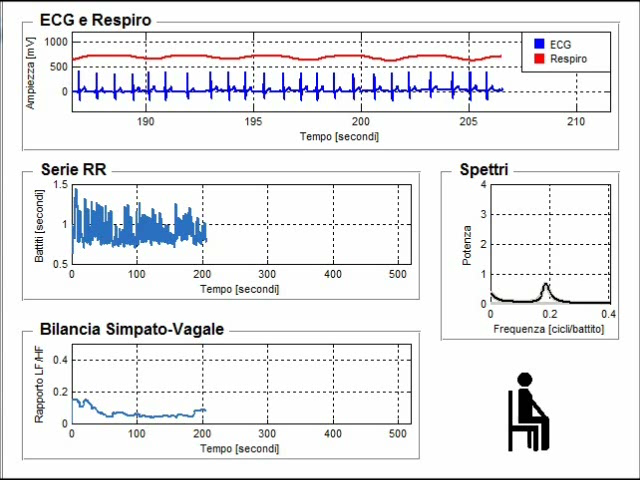 ECG e Respiro
Ampiezza [mV]
1000
500
0
190
195
200
205
210
Tempo [secondi]
ECG
Respiro
Serie RR
Battiti [secondi]
1.5
1
0.5
0
100
200
300
400
500
Tempo [secondi]
Spettri
Potenza
4
3
2
1
0
0
0.2
0.4
Frequenza [cicli/battito]
Bilancia Simpato-Vagale
Rapporto LF/HF
0.4
0.2
0
0
100
200
300
400
500
Tempo [secondi]